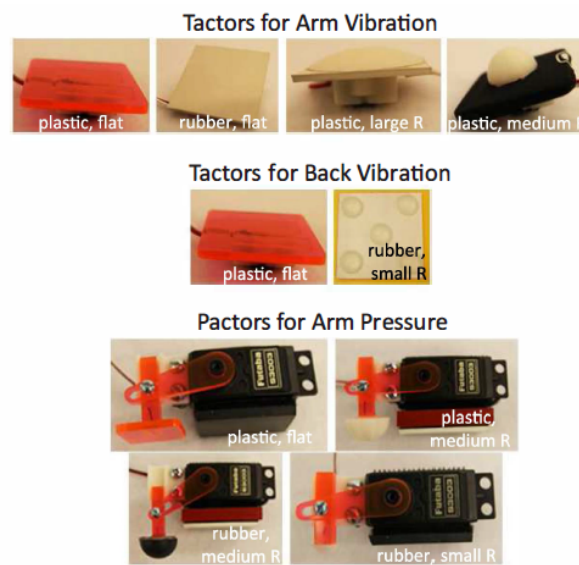 Tactors for Arm Vibration
plastic, flat
rubber, flat
plastic, large R
plastic, medium R
Tactors for Back Vibration
plastic, flat
rubber,
small R
Pactors for Arm Pressure
Futaba
S3003
plastic, flat
Futaba
S3003
plastic,
medium R
Futaba
S3003
rubber,
medium R
Futaba
S3003
rubber, small R